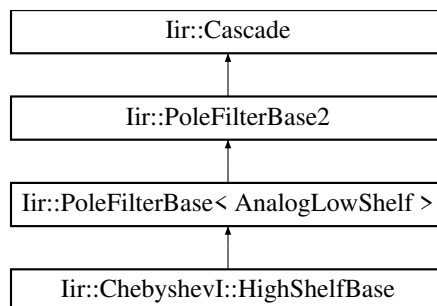 Iir::Cascade
Iir::PoleFilterBase2
Iir::PoleFilterBase< AnalogLowShelf >
Iir::ChebyshevI::HighShelfBase